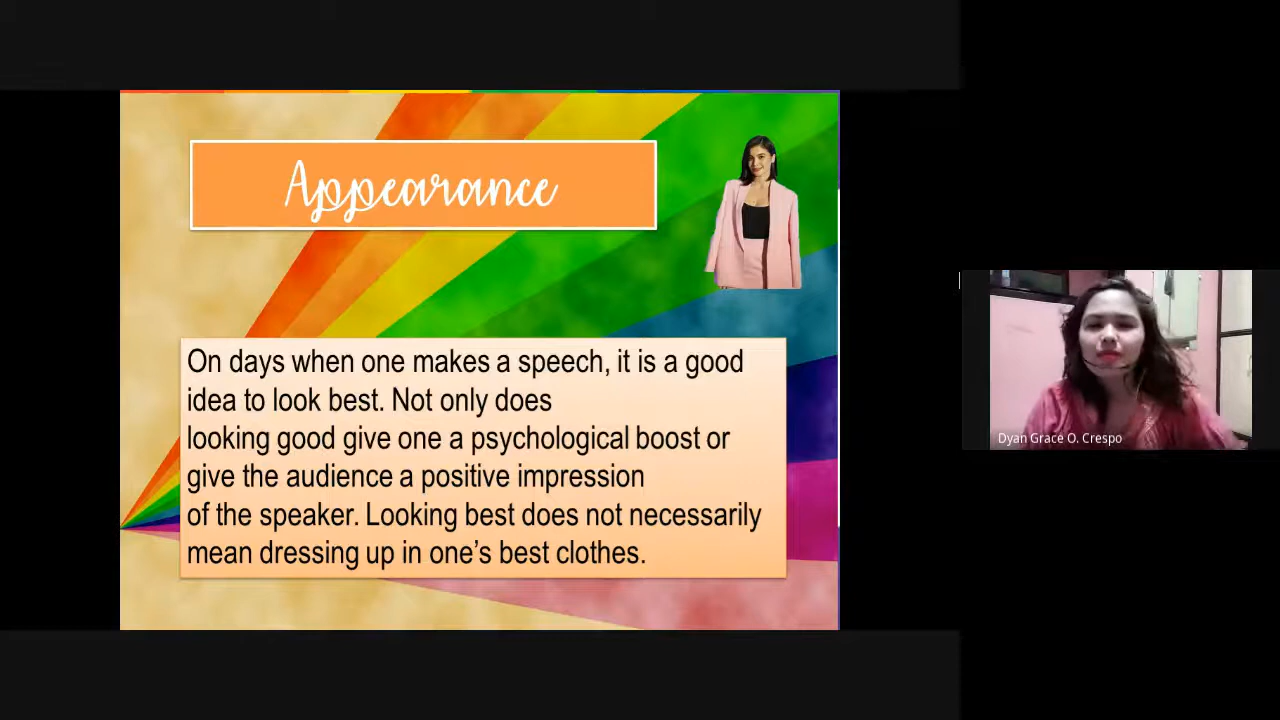 Appearance
On days when one makes a speech, it is a good
idea to look best. Not only does
looking good give one a psychological boost or
give the audience a positive impression
of the speaker. Looking best does not necessarily
mean dressing up in one’s best clothes.
Dyan Grace O. Crespo